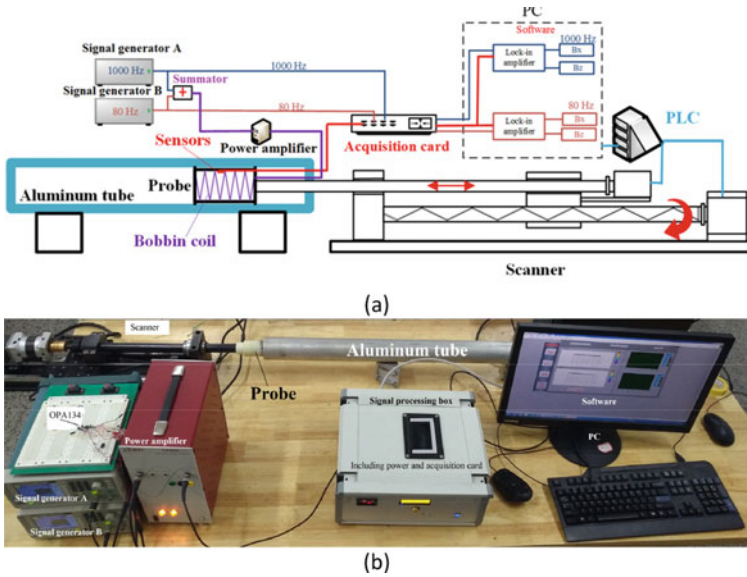 PC
Software
Signal generator A
1000 Hz
1000 Hz
1000 Hz
Lock-in
amplifier
Bx
Bz
Signal generator B
Summator
+
80 Hz
80 Hz
80 Hz
Lock-in
amplifier
Bx
Bz
PLC
Power amplifier
Acquisition card
Sensors
Aluminum tube
Probe
Bobbin coil
Scanner
(a)
Scanner
Aluminum tube
Probe
OPA134
Power amplifier
Signal processing box
Including power and acquisition card
Software
PC
Signal generator A
Signal generator B
(b)